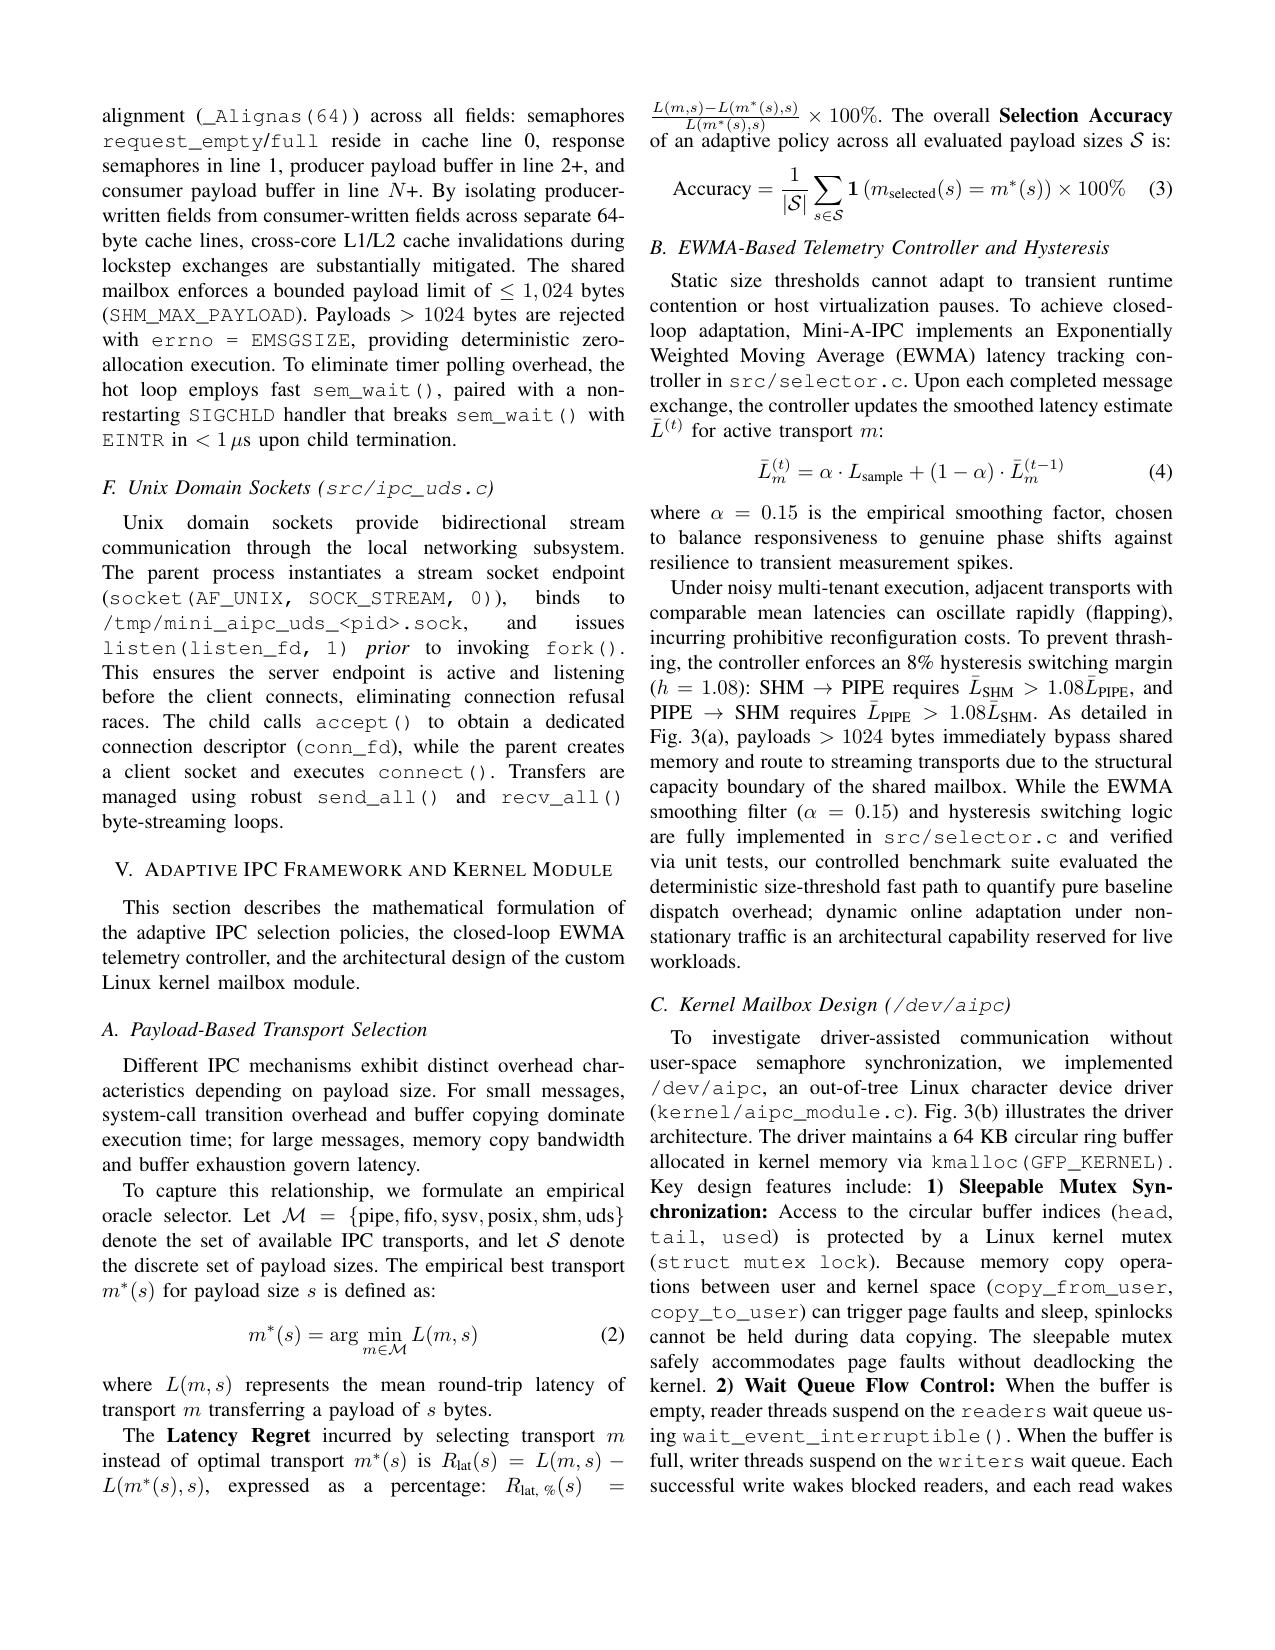 alignment (_Alignas(64)) across all fields: semaphores
request_empty/full reside in cache line 0, response
semaphores in line 1, producer payload buffer in line 2+, and
consumer payload buffer in line N+. By isolating producer-
written fields from consumer-written fields across separate 64-
byte cache lines, cross-core L1/L2 cache invalidations during
lockstep exchanges are substantially mitigated. The shared
mailbox enforces a bounded payload limit of ≤ 1, 024 bytes
(SHM_MAX_PAYLOAD). Payloads > 1024 bytes are rejected
with errno = EMSGSIZE, providing deterministic zero-
allocation execution. To eliminate timer polling overhead, the
hot loop employs fast sem_wait(), paired with a non-
restarting SIGCHLD handler that breaks sem_wait() with
EINTR in < 1 μs upon child termination.
F. Unix Domain Sockets (src/ipc_uds.c)
Unix domain sockets provide bidirectional stream
communication through the local networking subsystem.
The parent process instantiates a stream socket endpoint
(socket(AF_UNIX, SOCK_STREAM, 0)), binds to
/tmp/mini_aipc_uds_<pid>.sock, and issues
listen(listen_fd, 1) prior to invoking fork().
This ensures the server endpoint is active and listening
before the client connects, eliminating connection refusal
races. The child calls accept() to obtain a dedicated
connection descriptor (conn_fd), while the parent creates
a client socket and executes connect(). Transfers are
managed using robust send_all() and recv_all()
byte-streaming loops.
V. ADAPTIVE IPC FRAMEWORK AND KERNEL MODULE
This section describes the mathematical formulation of
the adaptive IPC selection policies, the closed-loop EWMA
telemetry controller, and the architectural design of the custom
Linux kernel mailbox module.
A. Payload-Based Transport Selection
Different IPC mechanisms exhibit distinct overhead char-
acteristics depending on payload size. For small messages,
system-call transition overhead and buffer copying dominate
execution time; for large messages, memory copy bandwidth
and buffer exhaustion govern latency.
To capture this relationship, we formulate an empirical
oracle selector. Let M = {pipe, fifo, sysv, posix, shm, uds}
denote the set of available IPC transports, and let S denote
the discrete set of payload sizes. The empirical best transport
m*(s) for payload size s is defined as:
m*(s) = arg min_{m∈M} L(m, s) (2)
where L(m, s) represents the mean round-trip latency of
transport m transferring a payload of s bytes.
The Latency Regret incurred by selecting transport m
instead of optimal transport m*(s) is R_lat(s) = L(m, s) −
L(m*(s), s), expressed as a percentage: R_{lat, %}(s) =
\frac{L(m,s)−L(m*(s),s)}{L(m*(s),s)} × 100%. The overall Selection Accuracy
of an adaptive policy across all evaluated payload sizes S is:
Accuracy = \frac{1}{|S|} ∑_{s∈S} 1 (m_selected(s) = m*(s)) × 100% (3)
B. EWMA-Based Telemetry Controller and Hysteresis
Static size thresholds cannot adapt to transient runtime
contention or host virtualization pauses. To achieve closed-
loop adaptation, Mini-A-IPC implements an Exponentially
Weighted Moving Average (EWMA) latency tracking con-
troller in src/selector.c. Upon each completed message
exchange, the controller updates the smoothed latency estimate
L̄^{(t)} for active transport m:
L̄_m^{(t)} = α · L_sample + (1 − α) · L̄_m^{(t−1)} (4)
where α = 0.15 is the empirical smoothing factor, chosen
to balance responsiveness to genuine phase shifts against
resilience to transient measurement spikes.
Under noisy multi-tenant execution, adjacent transports with
comparable mean latencies can oscillate rapidly (flapping),
incurring prohibitive reconfiguration costs. To prevent thrash-
ing, the controller enforces an 8% hysteresis switching margin
(h = 1.08): SHM → PIPE requires L̄_SHM > 1.08L̄_PIPE, and
PIPE → SHM requires L̄_PIPE > 1.08L̄_SHM. As detailed in
Fig. 3(a), payloads > 1024 bytes immediately bypass shared
memory and route to streaming transports due to the structural
capacity boundary of the shared mailbox. While the EWMA
smoothing filter (α = 0.15) and hysteresis switching logic
are fully implemented in src/selector.c and verified
via unit tests, our controlled benchmark suite evaluated the
deterministic size-threshold fast path to quantify pure baseline
dispatch overhead; dynamic online adaptation under non-
stationary traffic is an architectural capability reserved for live
workloads.
C. Kernel Mailbox Design (/dev/aipc)
To investigate driver-assisted communication without
user-space semaphore synchronization, we implemented
/dev/aipc, an out-of-tree Linux character device driver
(kernel/aipc_module.c). Fig. 3(b) illustrates the driver
architecture. The driver maintains a 64 KB circular ring buffer
allocated in kernel memory via kmalloc(GFP_KERNEL).
Key design features include: 1) Sleepable Mutex Syn-
chronization: Access to the circular buffer indices (head,
tail, used) is protected by a Linux kernel mutex
(struct mutex lock). Because memory copy opera-
tions between user and kernel space (copy_from_user,
copy_to_user) can trigger page faults and sleep, spinlocks
cannot be held during data copying. The sleepable mutex
safely accommodates page faults without deadlocking the
kernel. 2) Wait Queue Flow Control: When the buffer is
empty, reader threads suspend on the readers wait queue us-
ing wait_event_interruptible(). When the buffer is
full, writer threads suspend on the writers wait queue. Each
successful write wakes blocked readers, and each read wakes